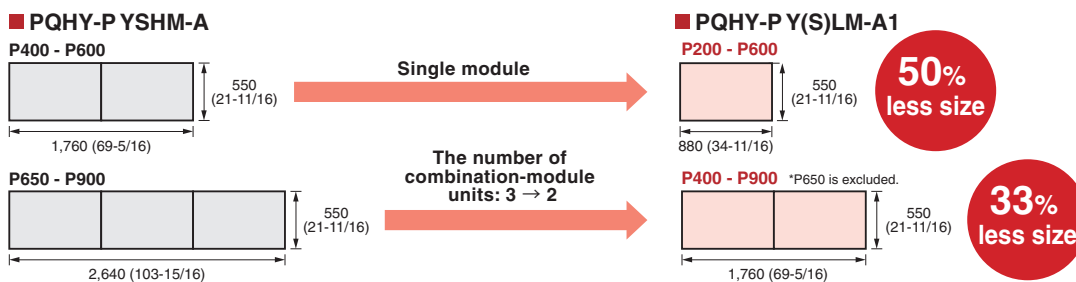 ■ PQHY-P YSHM-A
P400 - P600
550
(21-11/16)
1,760 (69-5/16)
Single module
■ PQHY-P Y(S)LM-A1
P200 - P600
550
(21-11/16)
880 (34-11/16)
50%
less size
P650 - P900
550
(21-11/16)
2,640 (103-15/16)
The number of
combination-module
units: 3 → 2
P400 - P900 *P650 is excluded.
550
(21-11/16)
1,760 (69-5/16)
33%
less size